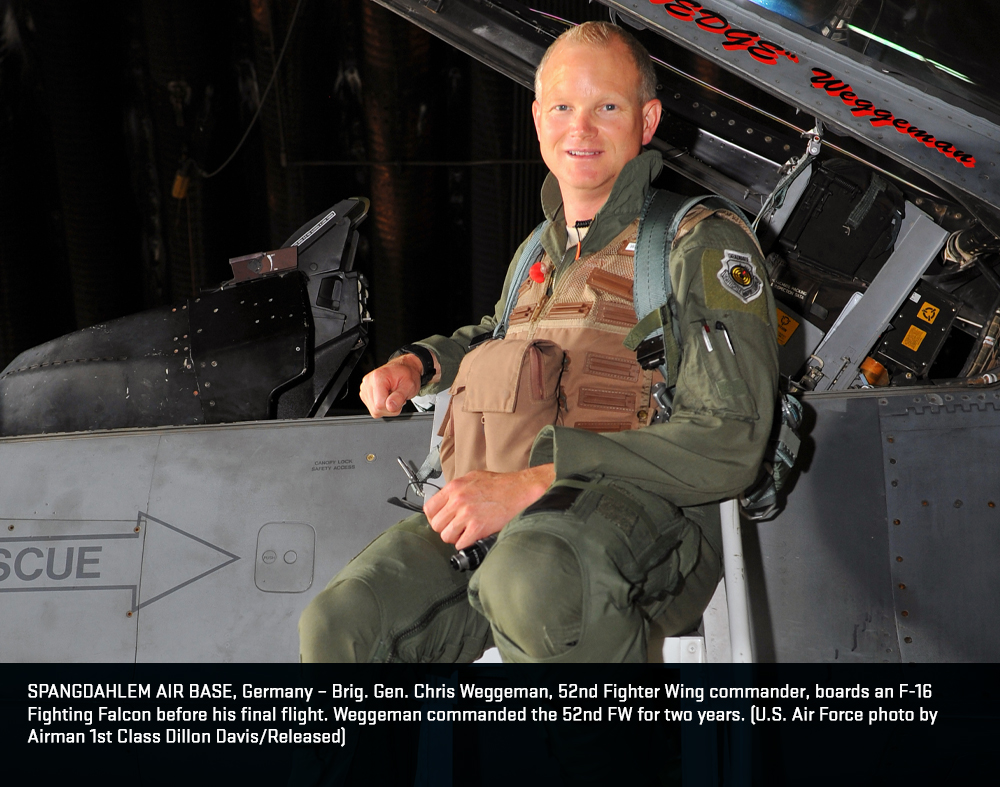 EDGE"
Weggeman
CANOPY LOCK
SAFETY ACCESS
SCUE
SPANGDAHLEM AIR BASE, Germany – Brig. Gen. Chris Weggeman, 52nd Fighter Wing commander, boards an F-16
Fighting Falcon before his final flight. Weggeman commanded the 52nd FW for two years. (U.S. Air Force photo by
Airman 1st Class Dillon Davis/Released)